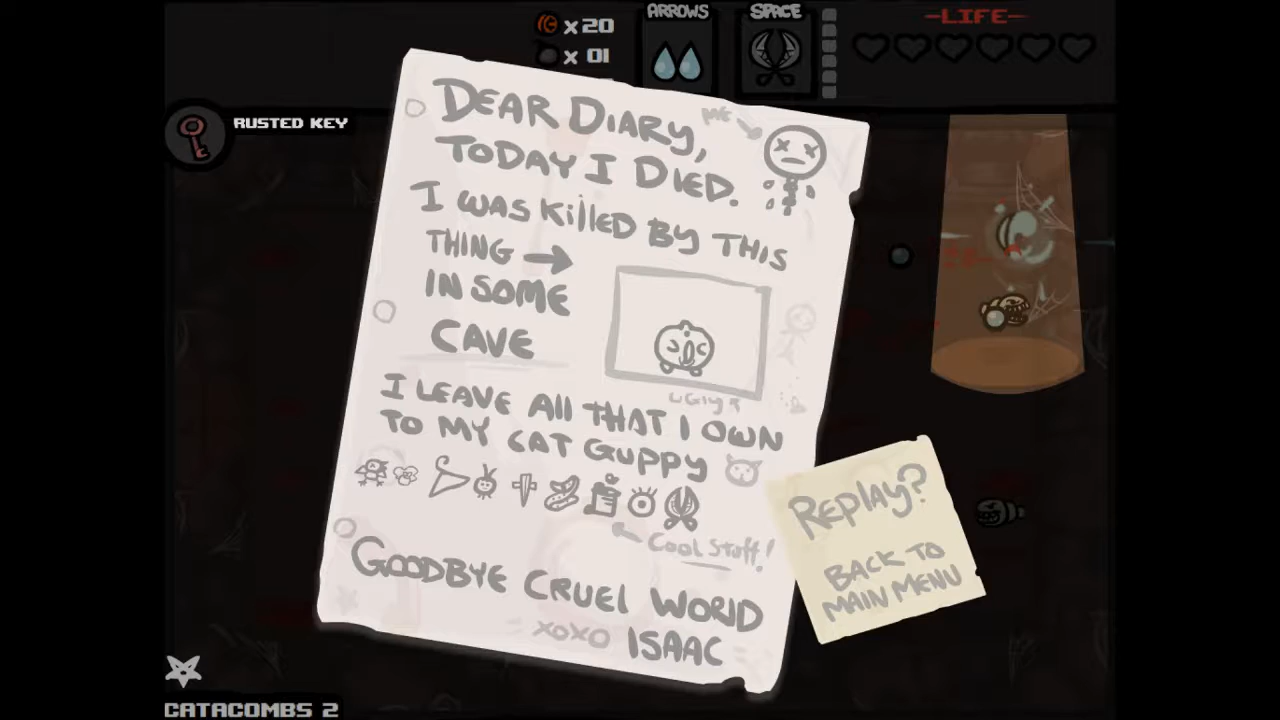 ARROWS
SPACE
x20
x 01
-LIFE-
RUSTED KEY
DEAR DIARY,
ME
TODAY I DIED.
I WAS KillED BY THIS
THING →
IN SOME
CAVE
UGly
I LEAVE All THAT I OWN
TO MY CAT GUPPY
COOL STUFF!
GOODBYE CRUEl WORlD
XOXO ISAAC
REPlAY?
BACK TO
MAIN MENU
CATACOMBS 2